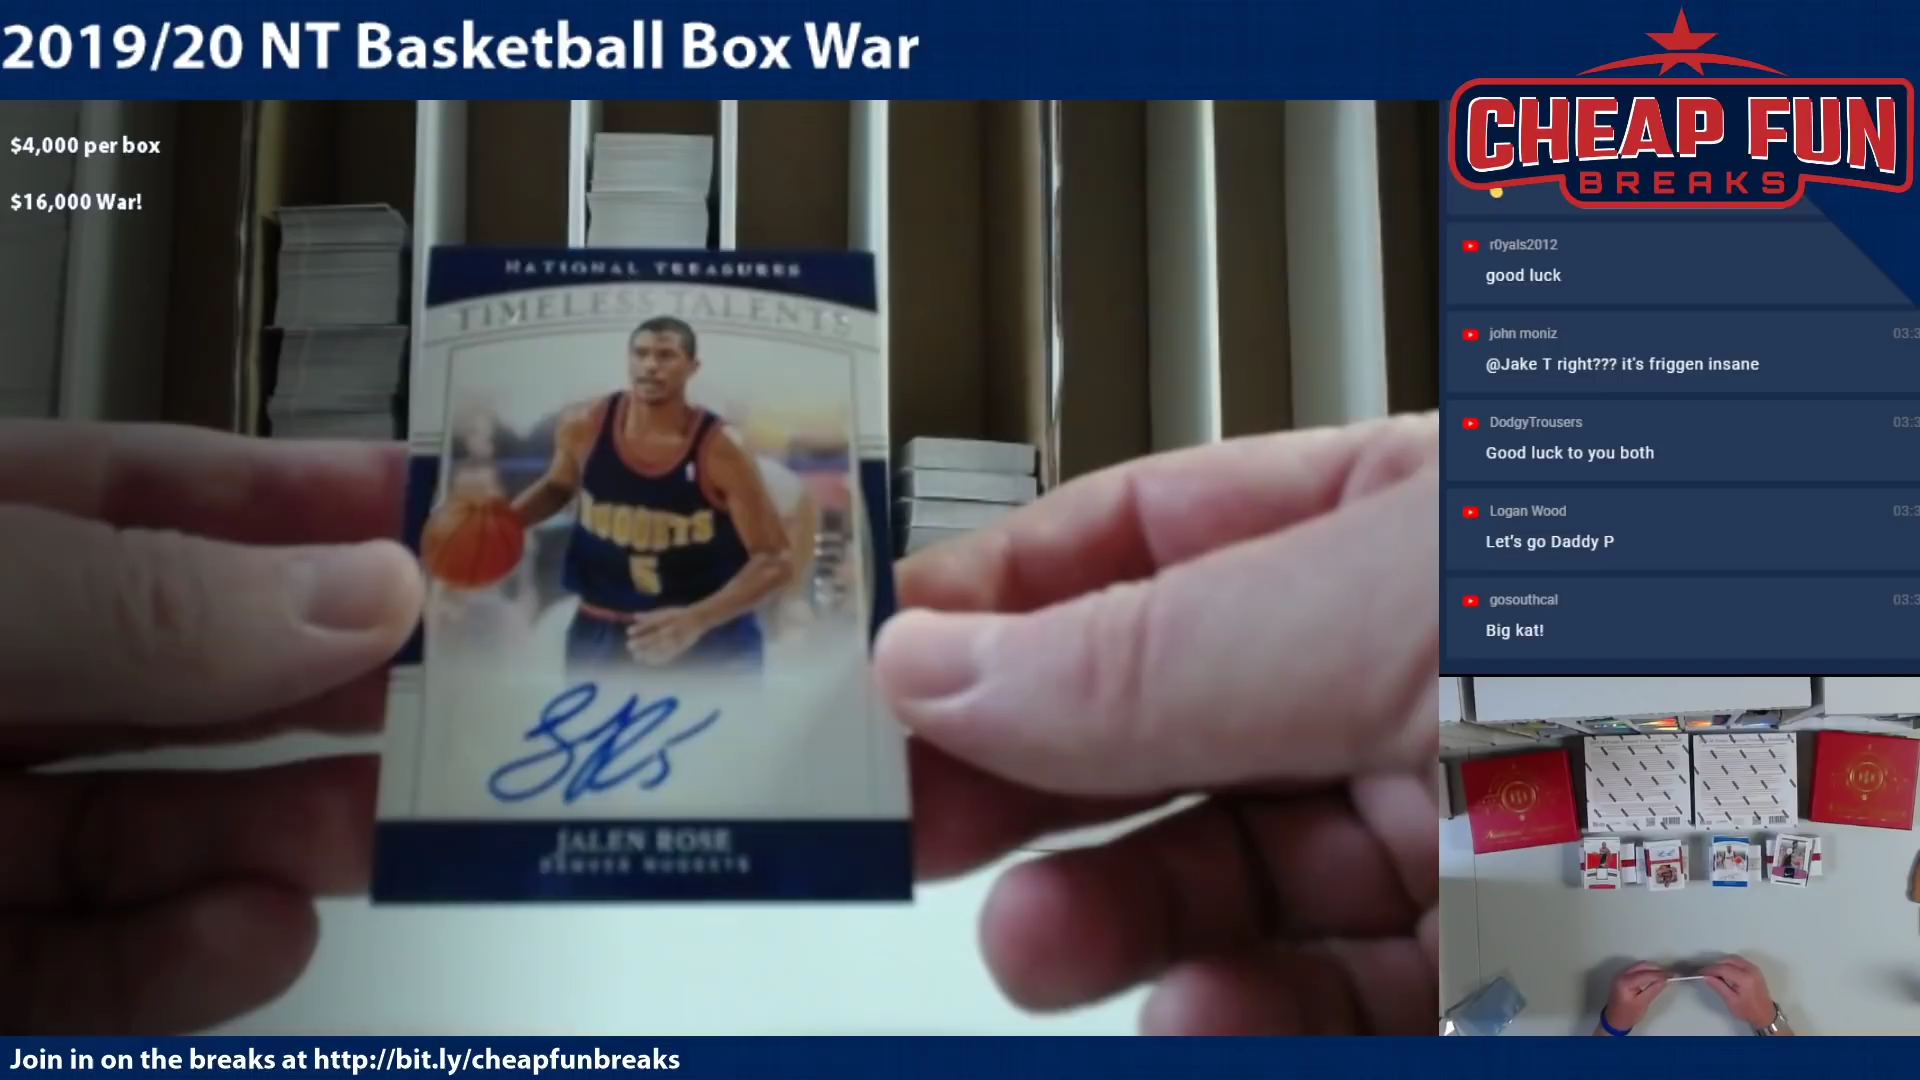 2019/20 NT Basketball Box War
$4,000 per box
$16,000 War!
NATIONAL TREASURES
TIMELESS TALENTS
NUGGETS
5
JALEN ROSE
DENVER NUGGETS
CHEAP FUN
BREAKS
r0yals2012
good luck
john moniz
@Jake T right??? it's friggen insane
DodgyTrousers
Good luck to you both
Logan Wood
Let's go Daddy P
gosouthcal
Big kat!
Join in on the breaks at http://bit.ly/cheapfunbreaks